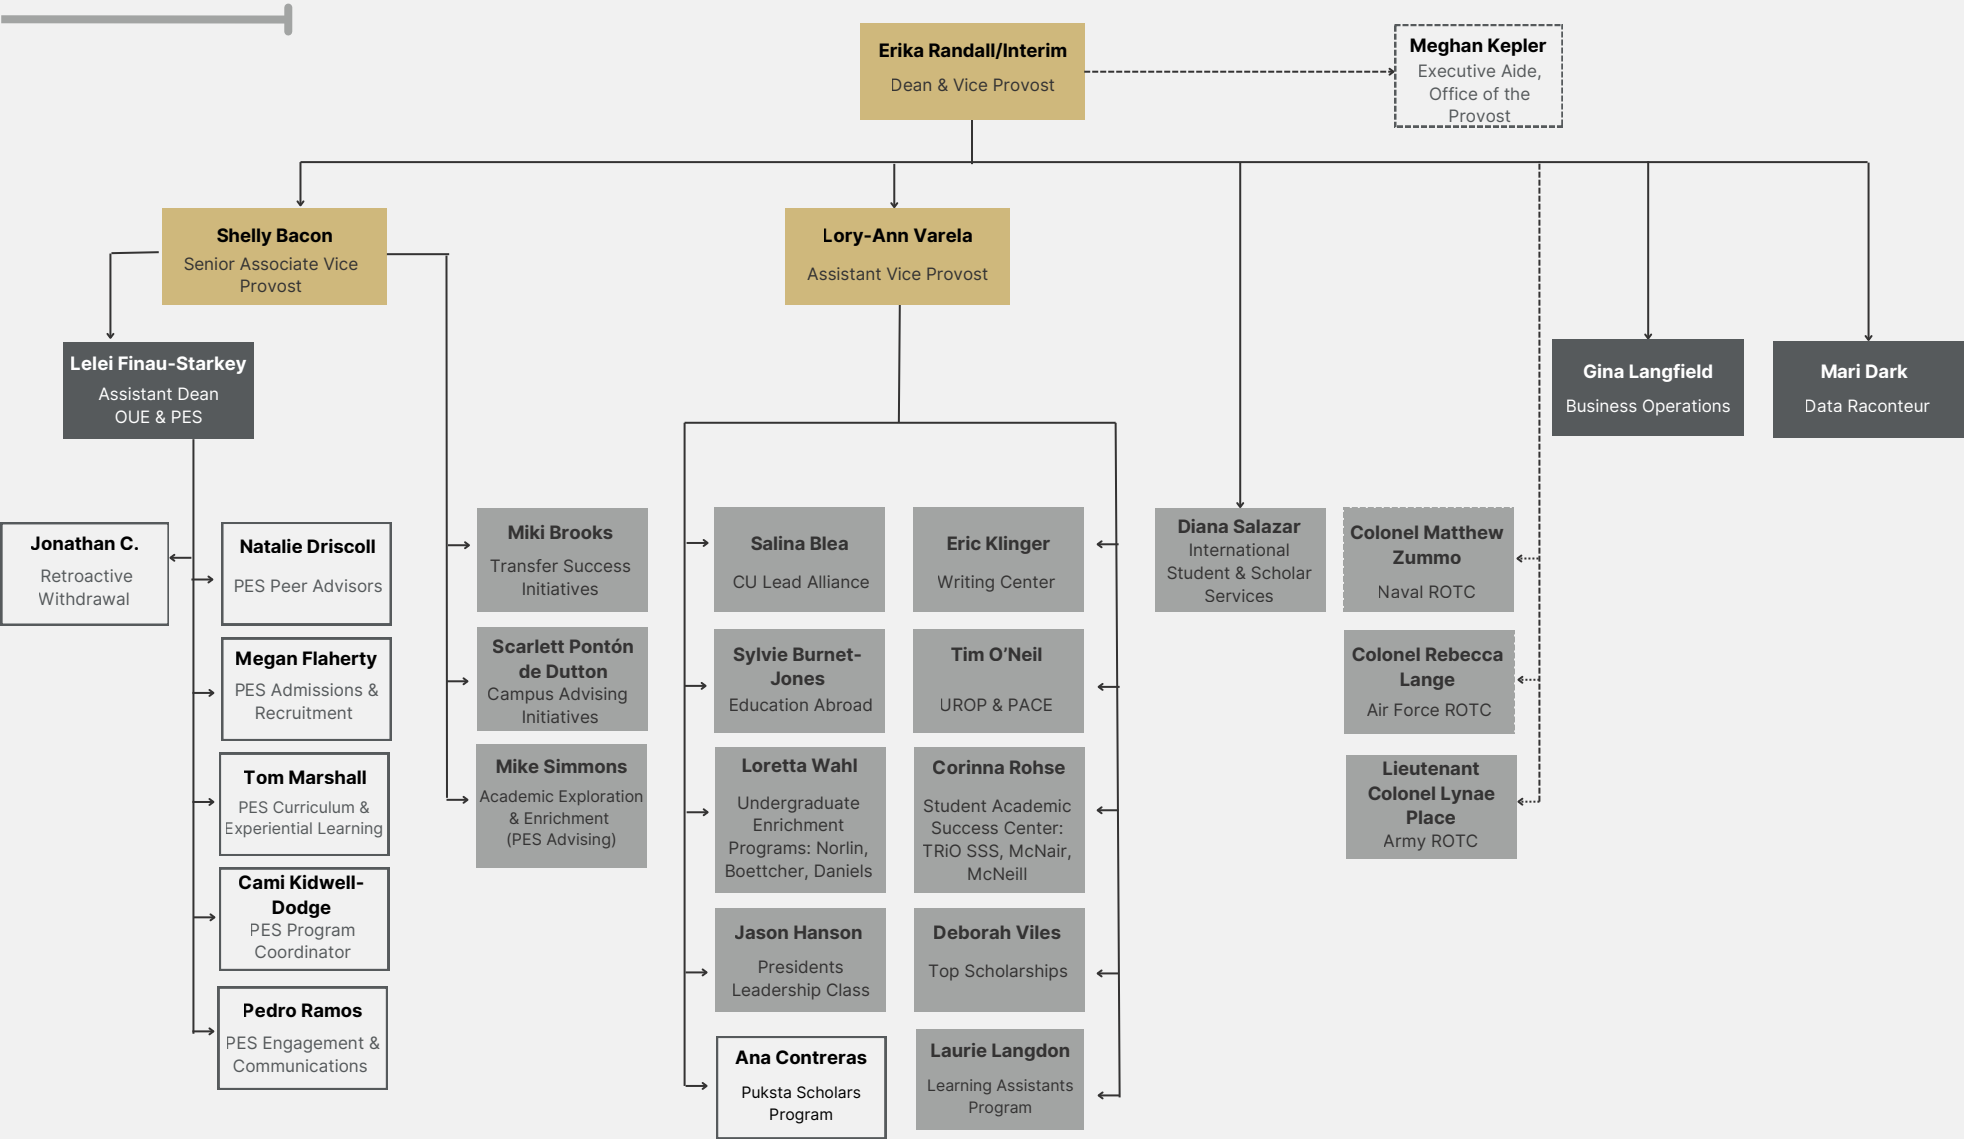 Erika Randall/Interim
Dean & Vice Provost
Meghan Kepler
Executive Aide,
Office of the
Provost
Shelly Bacon
Senior Associate Vice
Provost
Lory-Ann Varela
Assistant Vice Provost
Lelei Finau-Starkey
Assistant Dean
OUE & PES
Gina Langfield
Business Operations
Mari Dark
Data Raconteur
Jonathan C.
Retroactive
Withdrawal
Natalie Driscoll
PES Peer Advisors
Megan Flaherty
PES Admissions &
Recruitment
Tom Marshall
PES Curriculum &
Experiential Learning
Cami Kidwell-
Dodge
PES Program
Coordinator
Pedro Ramos
PES Engagement &
Communications
Miki Brooks
Transfer Success
Initiatives
Scarlett Pontón
de Dutton
Campus Advising
Initiatives
Mike Simmons
Academic Exploration
& Enrichment
(PES Advising)
Salina Blea
CU Lead Alliance
Sylvie Burnet-
Jones
Education Abroad
Loretta Wahl
Undergraduate
Enrichment
Programs: Norlin,
Boettcher, Daniels
Jason Hanson
Presidents
Leadership Class
Ana Contreras
Puksta Scholars
Program
Eric Klinger
Writing Center
Tim O’Neil
UROP & PACE
Corinna Rohse
Student Academic
Success Center:
TRiO SSS, McNair,
McNeill
Deborah Viles
Top Scholarships
Laurie Langdon
Learning Assistants
Program
Diana Salazar
International
Student & Scholar
Services
Colonel Matthew
Zummo
Naval ROTC
Colonel Rebecca
Lange
Air Force ROTC
Lieutenant
Colonel Lynae
Place
Army ROTC